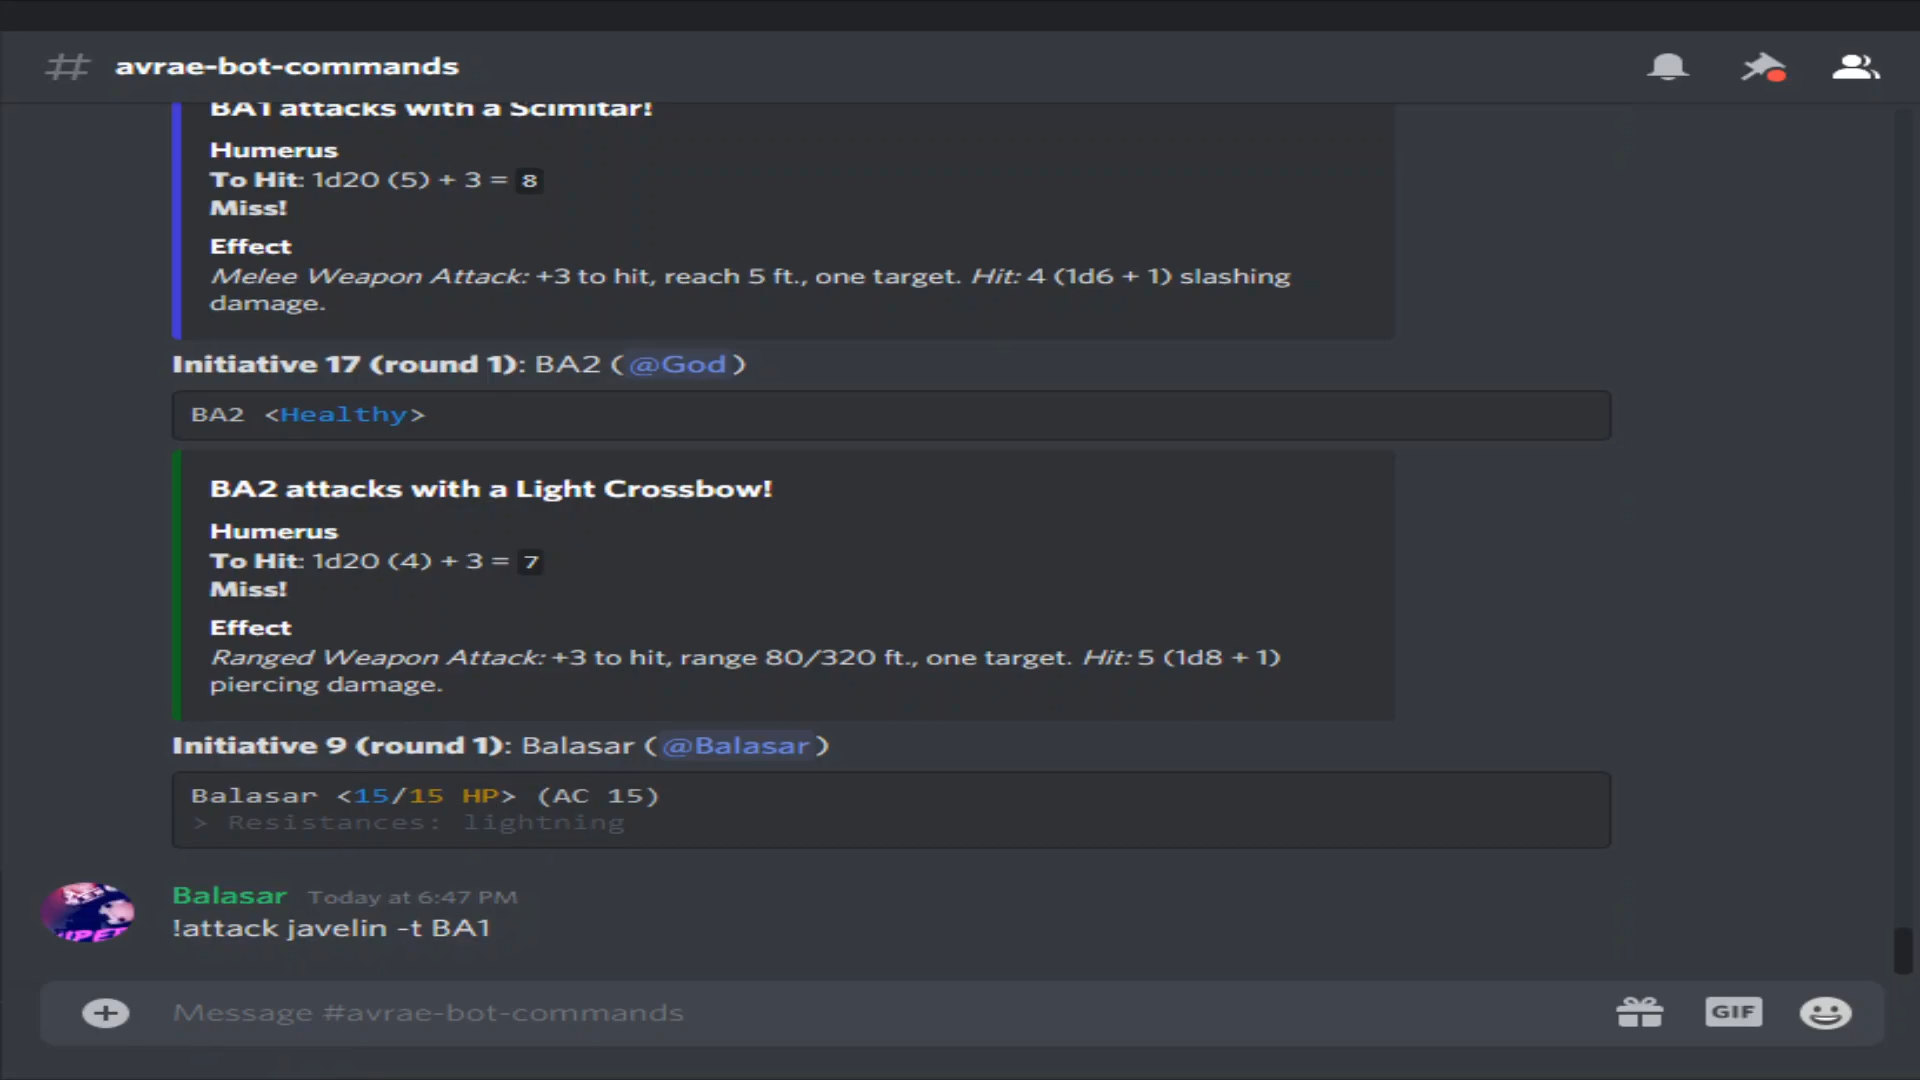 avrae-bot-commands
BA1 attacks with a Scimitar!
Humerus
To Hit: 1d20 (5) + 3 = 8
Miss!
Effect
Melee Weapon Attack: +3 to hit, reach 5 ft., one target. Hit: 4 (1d6 + 1) slashing
damage.
Initiative 17 (round 1): BA2 (@God)
BA2 <Healthy>
BA2 attacks with a Light Crossbow!
Humerus
To Hit: 1d20 (4) + 3 = 7
Miss!
Effect
Ranged Weapon Attack: +3 to hit, range 80/320 ft., one target. Hit: 5 (1d8 + 1)
piercing damage.
Initiative 9 (round 1): Balasar (@Balasar)
Balasar <15/15 HP> (AC 15)
> Resistances: lightning
Balasar Today at 6:47 PM
!attack javelin -t BA1
Message #avrae-bot-commands
GIF